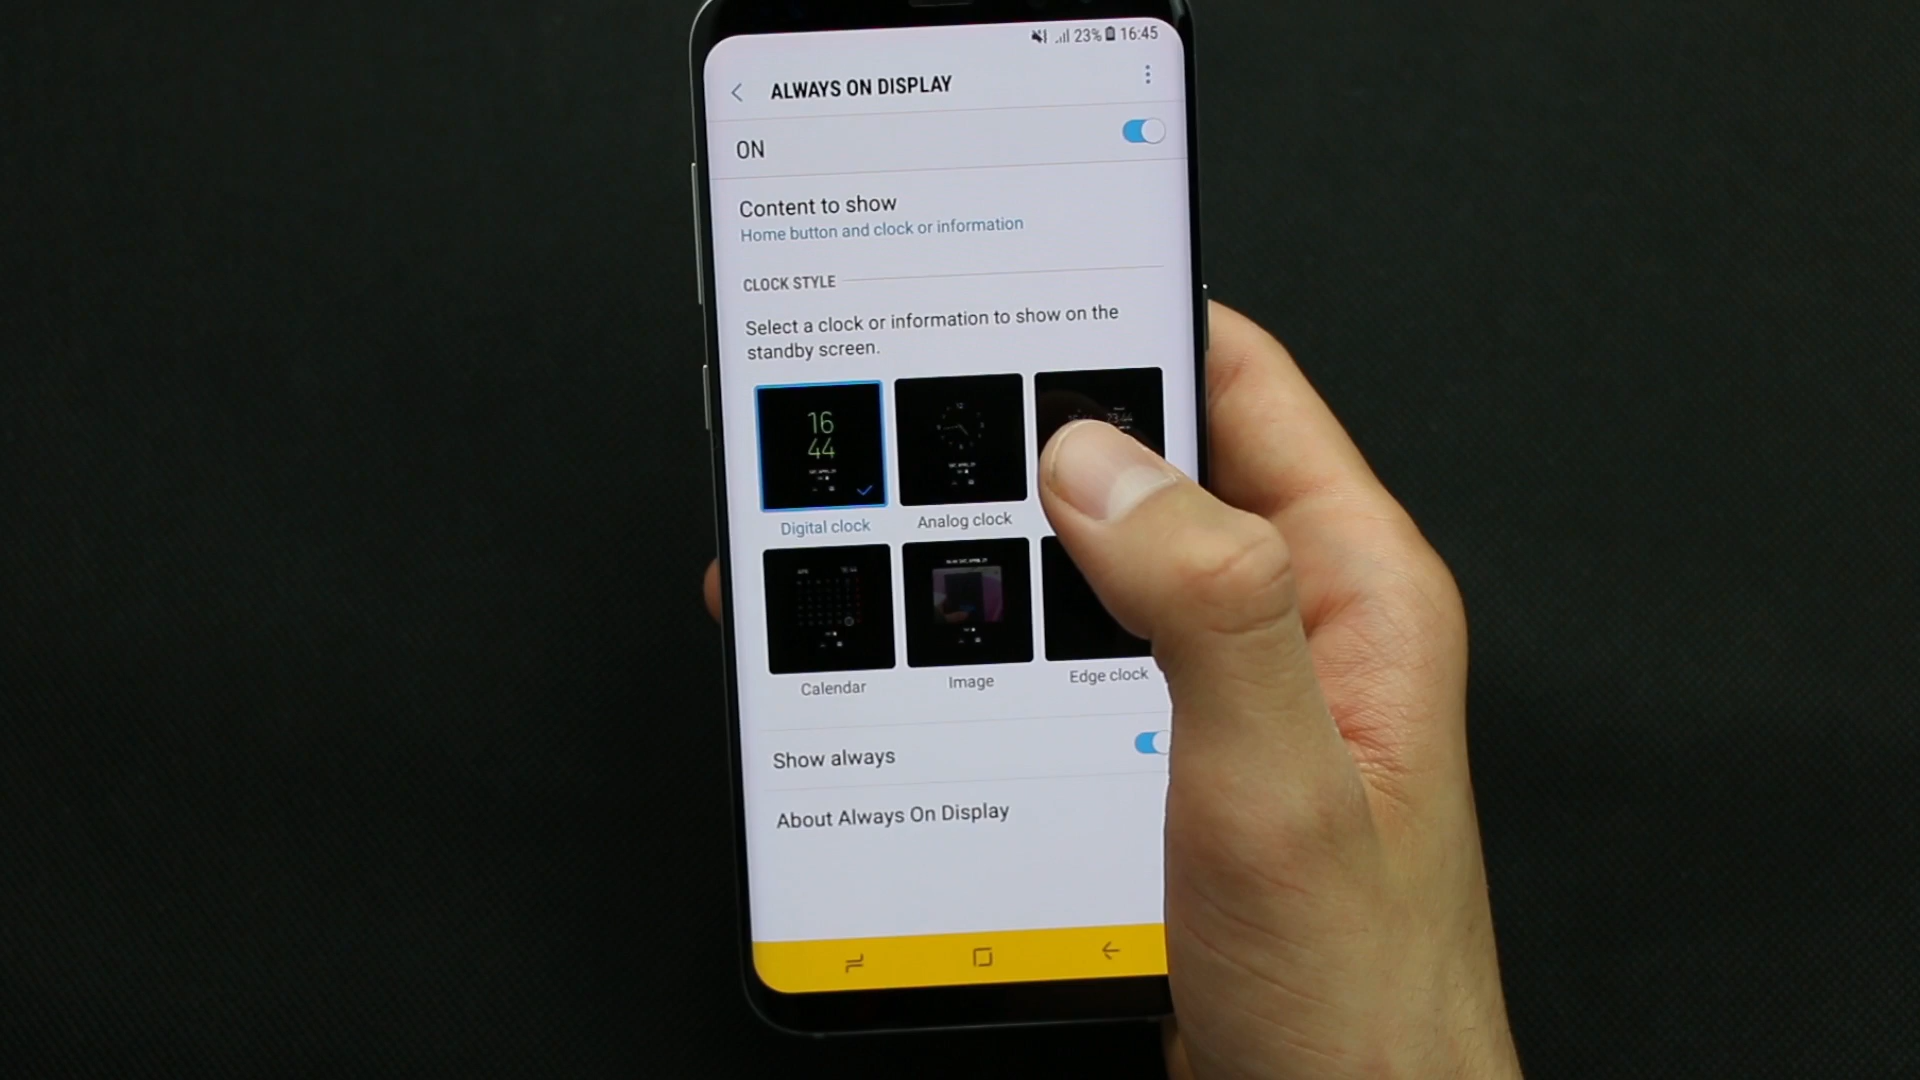 23% 16:45
ALWAYS ON DISPLAY
ON
Content to show
Home button and clock or information
CLOCK STYLE
Select a clock or information to show on the
standby screen.
16
44
Digital clock
Analog clock
Calendar
Image
Edge clock
Show always
About Always On Display